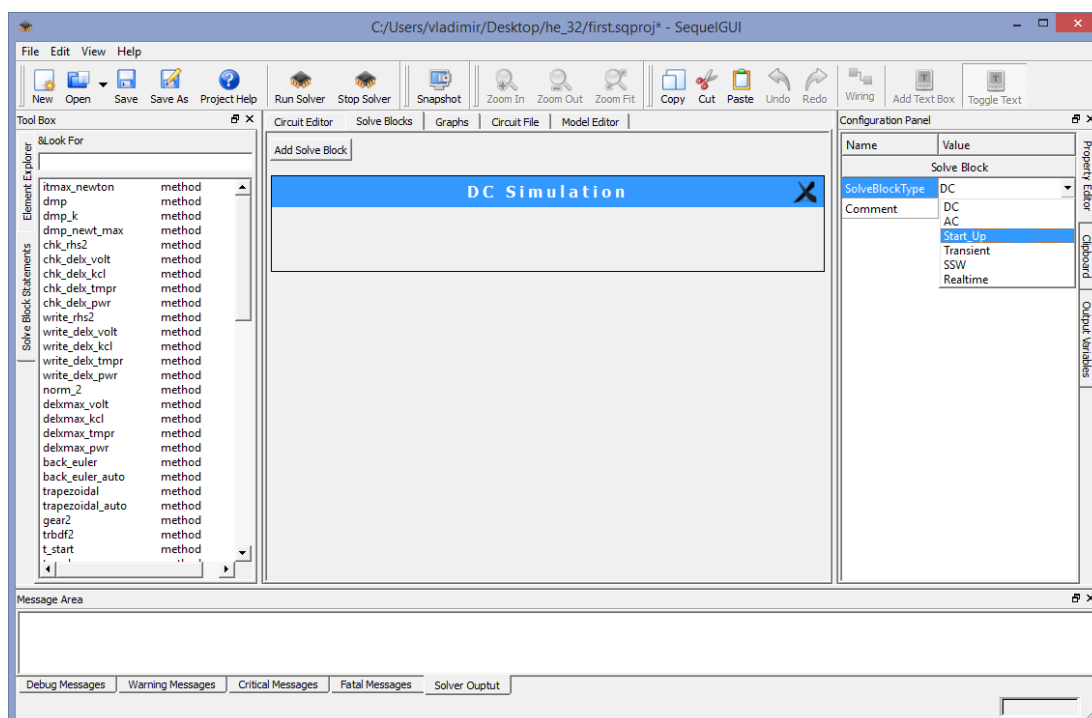 C:/Users/vladimir/Desktop/he_32/first.sqproj* - SequelGUI
File Edit View Help
New Open Save Save As Project Help Run Solver Stop Solver Snapshot Zoom In Zoom Out Zoom Fit Copy Cut Paste Undo Redo Wiring Add Text Box Toggle Text
Tool Box
Element Explorer
Solve Block Statements
&Look For
itmax_newton method
dmp method
dmp_k method
dmp_newt_max method
chk_rhs2 method
chk_delx_volt method
chk_delx_kcl method
chk_delx_tmpr method
chk_delx_pwr method
write_rhs2 method
write_delx_volt method
write_delx_kcl method
write_delx_tmpr method
write_delx_pwr method
norm_2 method
delxmax_volt method
delxmax_kcl method
delxmax_tmpr method
delxmax_pwr method
back_euler method
back_euler_auto method
trapezoidal method
trapezoidal_auto method
gear2 method
trbdf2 method
t_start method
Circuit Editor Solve Blocks Graphs Circuit File Model Editor
Add Solve Block
DC Simulation
Configuration Panel
Name Value
Solve Block
SolveBlockType DC
Comment
DC
AC
Start_Up
Transient
SSW
Realtime
Property Editor
Clipboard
Output Variables
Message Area
Debug Messages Warning Messages Critical Messages Fatal Messages Solver Ouptut